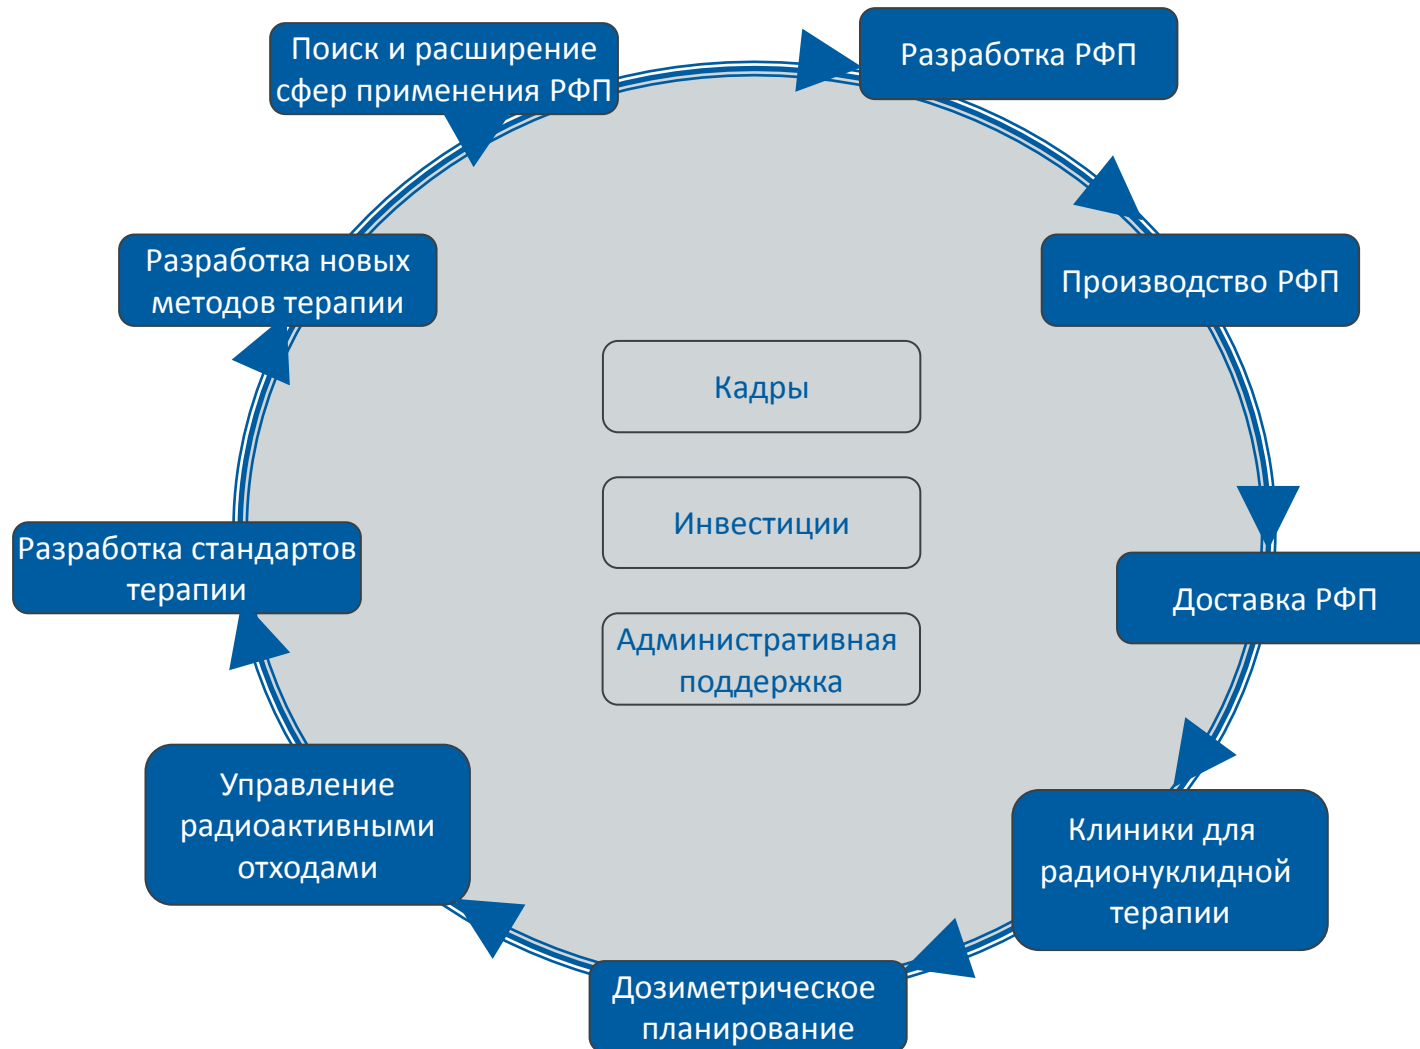 Поиск и расширение
сфер применения РФП
Разработка РФП
Разработка новых
методов терапии
Производство РФП
Кадры
Инвестиции
Разработка стандартов
терапии
Доставка РФП
Административная
поддержка
Управление
радиоактивными
отходами
Клиники для
радионуклидной
терапии
Дозиметрическое
планирование